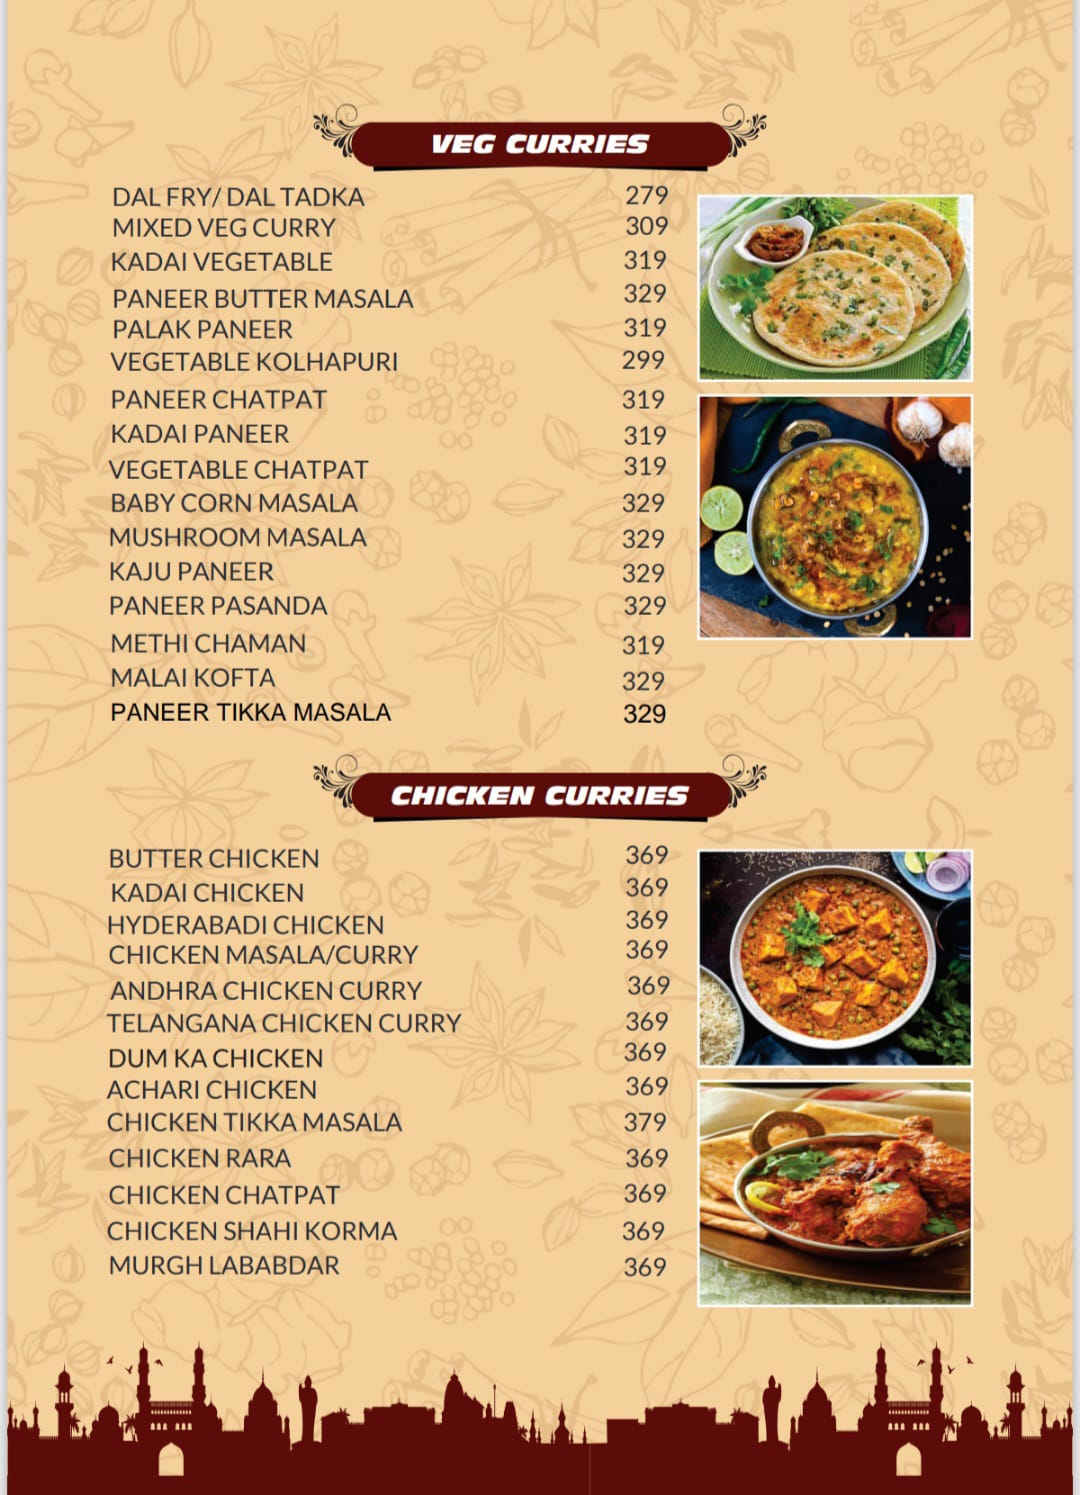 VEG CURRIES
DAL FRY/ DAL TADKA 279
MIXED VEG CURRY 309
KADAI VEGETABLE 319
PANEER BUTTER MASALA 329
PALAK PANEER 319
VEGETABLE KOLHAPURI 299
PANEER CHATPAT 319
KADAI PANEER 319
VEGETABLE CHATPAT 319
BABY CORN MASALA 329
MUSHROOM MASALA 329
KAJU PANEER 329
PANEER PASANDA 329
METHI CHAMAN 319
MALAI KOFTA 329
PANEER TIKKA MASALA 329
CHICKEN CURRIES
BUTTER CHICKEN 369
KADAI CHICKEN 369
HYDERABADI CHICKEN 369
CHICKEN MASALA/CURRY 369
ANDHRA CHICKEN CURRY 369
TELANGANA CHICKEN CURRY 369
DUM KA CHICKEN 369
ACHARI CHICKEN 369
CHICKEN TIKKA MASALA 379
CHICKEN RARA 369
CHICKEN CHATPAT 369
CHICKEN SHAHI KORMA 369
MURGH LABABDAR 369